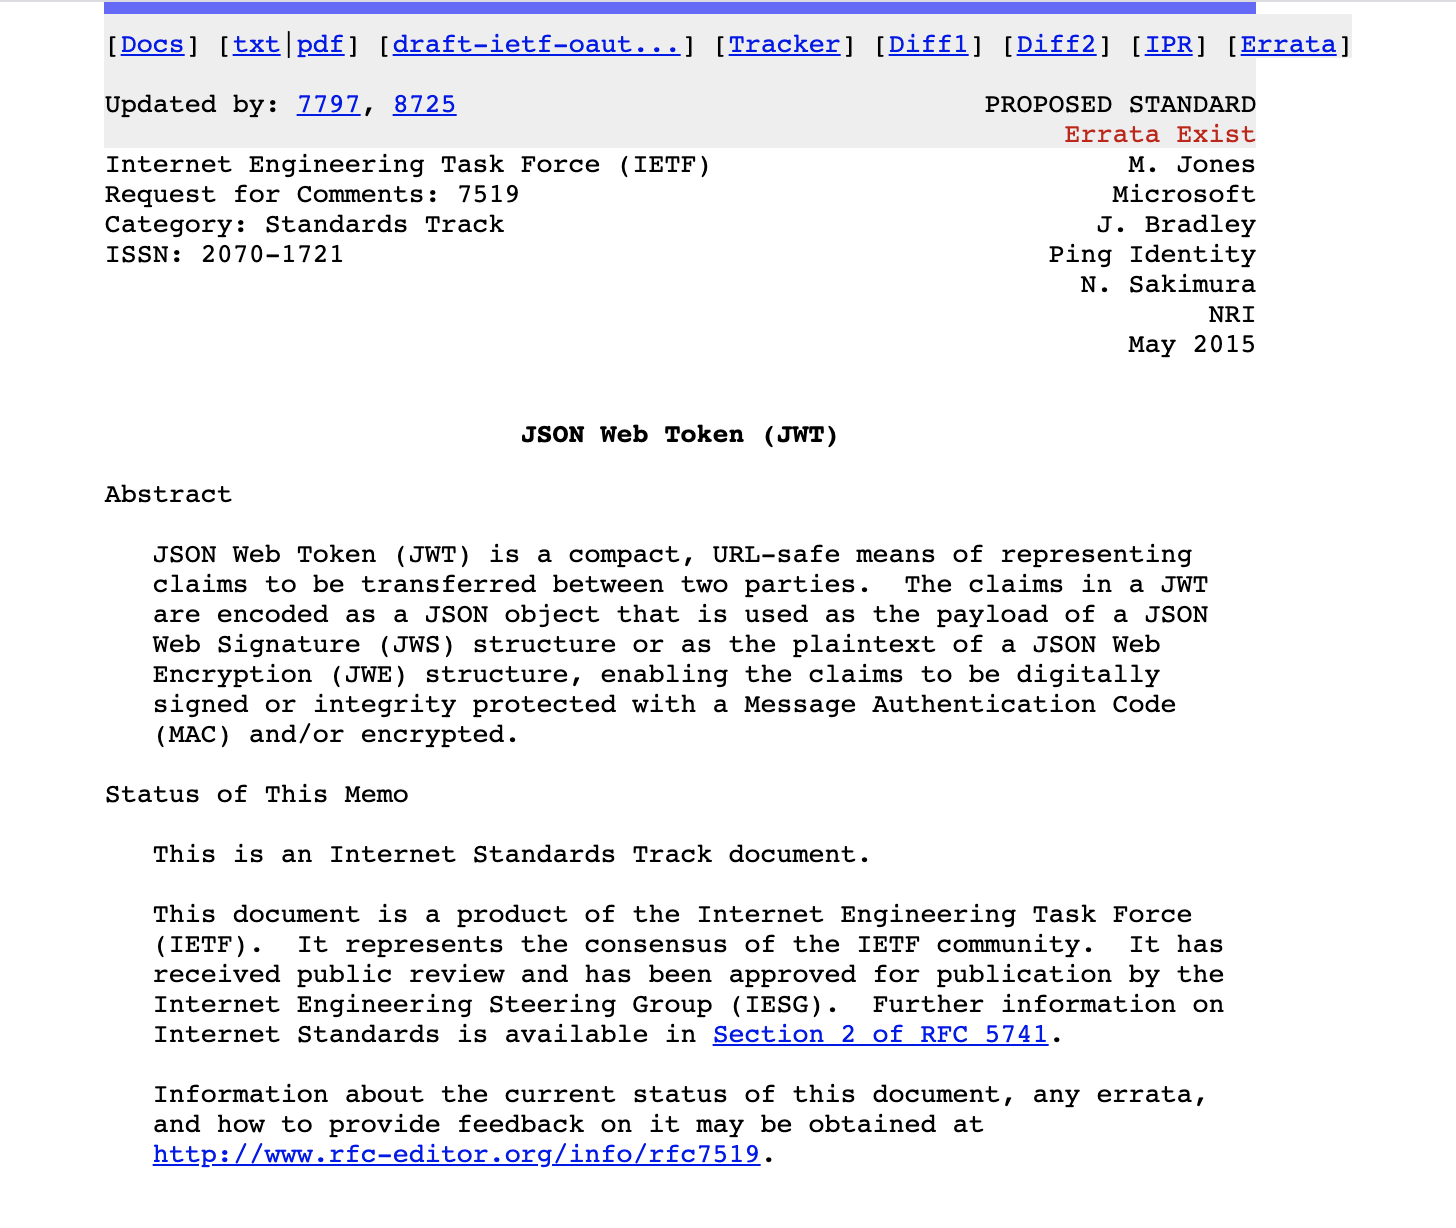 [Docs] [txt|pdf] [draft-ietf-oaut...] [Tracker] [Diff1] [Diff2] [IPR] [Errata]
Updated by: 7797, 8725 PROPOSED STANDARD
Errata Exist
Internet Engineering Task Force (IETF) M. Jones
Request for Comments: 7519 Microsoft
Category: Standards Track J. Bradley
ISSN: 2070-1721 Ping Identity
N. Sakimura
NRI
May 2015
JSON Web Token (JWT)
Abstract
JSON Web Token (JWT) is a compact, URL-safe means of representing
claims to be transferred between two parties.  The claims in a JWT
are encoded as a JSON object that is used as the payload of a JSON
Web Signature (JWS) structure or as the plaintext of a JSON Web
Encryption (JWE) structure, enabling the claims to be digitally
signed or integrity protected with a Message Authentication Code
(MAC) and/or encrypted.
Status of This Memo
This is an Internet Standards Track document.
This document is a product of the Internet Engineering Task Force
(IETF).  It represents the consensus of the IETF community.  It has
received public review and has been approved for publication by the
Internet Engineering Steering Group (IESG).  Further information on
Internet Standards is available in Section 2 of RFC 5741.
Information about the current status of this document, any errata,
and how to provide feedback on it may be obtained at
http://www.rfc-editor.org/info/rfc7519.